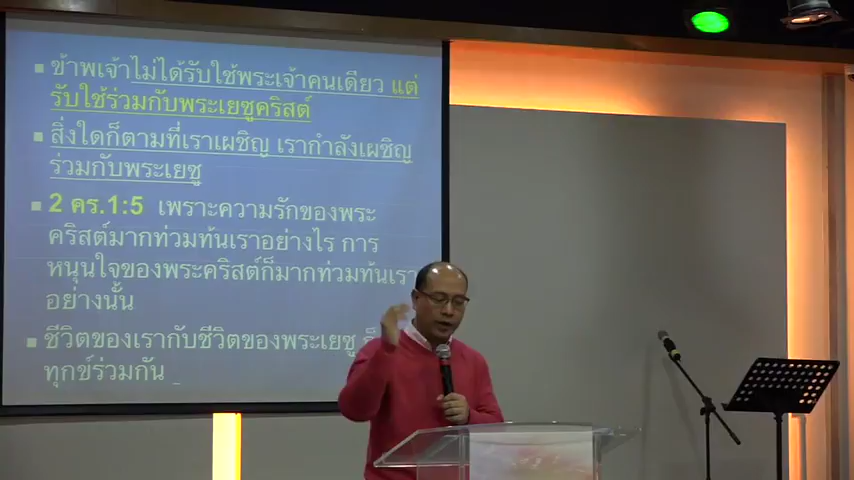 ข้าพเจ้าไม่ได้รับใช้พระเจ้าคนเดียว แต่
รับใช้ร่วมกับพระเยซูคริสต์
สิ่งใดก็ตามที่เราเผชิญ เรากำลังเผชิญ
ร่วมกับพระเยซู
2 คร.1:5 เพราะความรักของพระ
คริสต์มากท่วมท้นเราอย่างไร การ
หนุนใจของพระคริสต์ก็มากท่วมท้นเรา
อย่างนั้น
ชีวิตของเรากับชีวิตของพระเยซู
ทุกข์ร่วมกัน